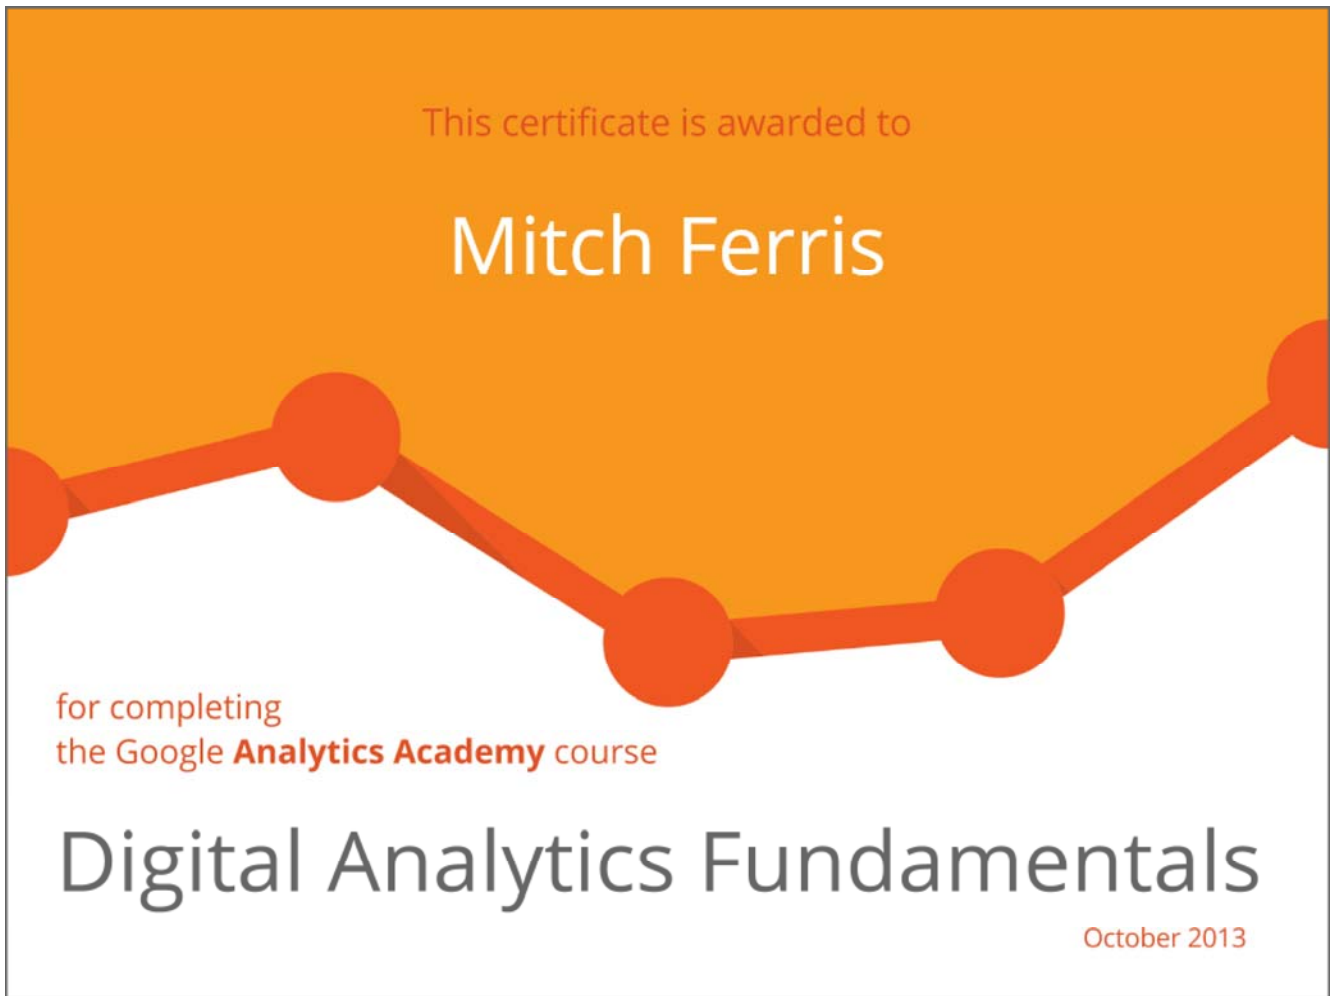 This certificate is awarded to
Mitch Ferris
for completing
the Google Analytics Academy course
Digital Analytics Fundamentals
October 2013